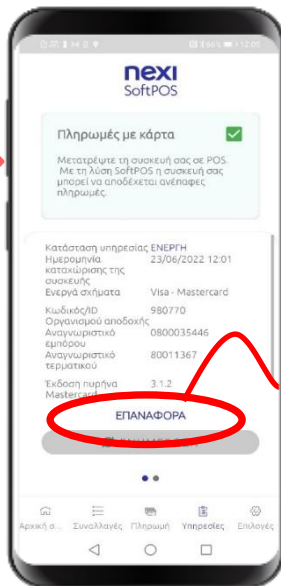 66% 12:05
nexi
SoftPOS
Πληρωμές με κάρτα
Μετατρέψτε τη συσκευή σας σε POS.
Με τη λύση SoftPOS η συσκευή σας
μπορεί να αποδέχεται ανέπαφες
πληρωμές.
Κατάσταση υπηρεσίας ΕΝΕΡΓΗ
Ημερομηνία 23/06/2022 12:01
καταχώρισης της
συσκευής
Ενεργά σχήματα Visa - Mastercard
Κωδικός/ID 980770
Οργανισμού αποδοχής
Αναγνωριστικό 0800035446
εμπόρου
Αναγνωριστικό 80011367
τερματικού
Έκδοση πυρήνα 3.1.2
Mastercard
ΕΠΑΝΑΦΟΡΑ
Αρχική σ... Συναλλαγές Πληρωμή Υπηρεσίες Επιλογές